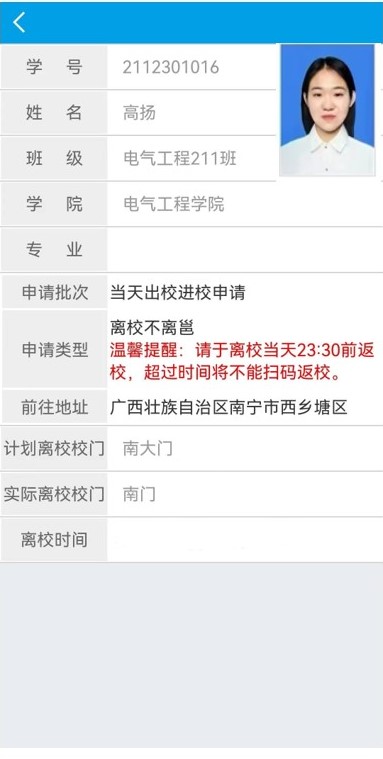 学 号 2112301016
姓 名 高扬
班 级 电气工程211班
学 院 电气工程学院
专 业
申请批次 当天出校进校申请
申请类型 离校不离邕
温馨提醒：请于离校当天23:30前返
校，超过时间将不能扫码返校。
前往地址 广西壮族自治区南宁市西乡塘区
计划离校校门 南大门
实际离校校门 南门
离校时间